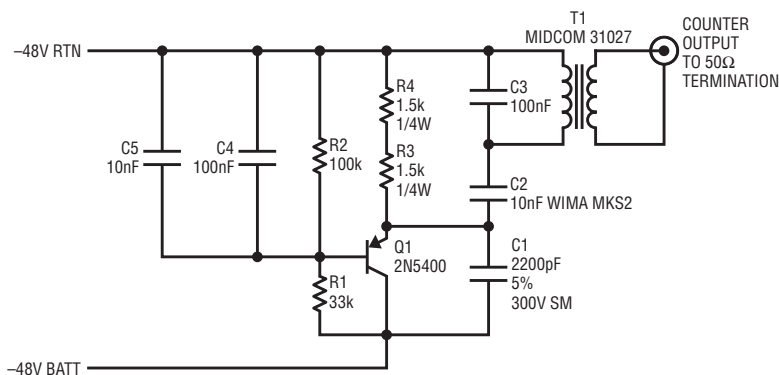 T1
MIDCOM 31027
COUNTER
OUTPUT
TO 50Ω
TERMINATION
–48V RTN
C5
10nF
C4
100nF
R2
100k
R4
1.5k
1/4W
R3
1.5k
1/4W
C3
100nF
C2
10nF WIMA MKS2
Q1
2N5400
C1
2200pF
5%
300V SM
R1
33k
–48V BATT